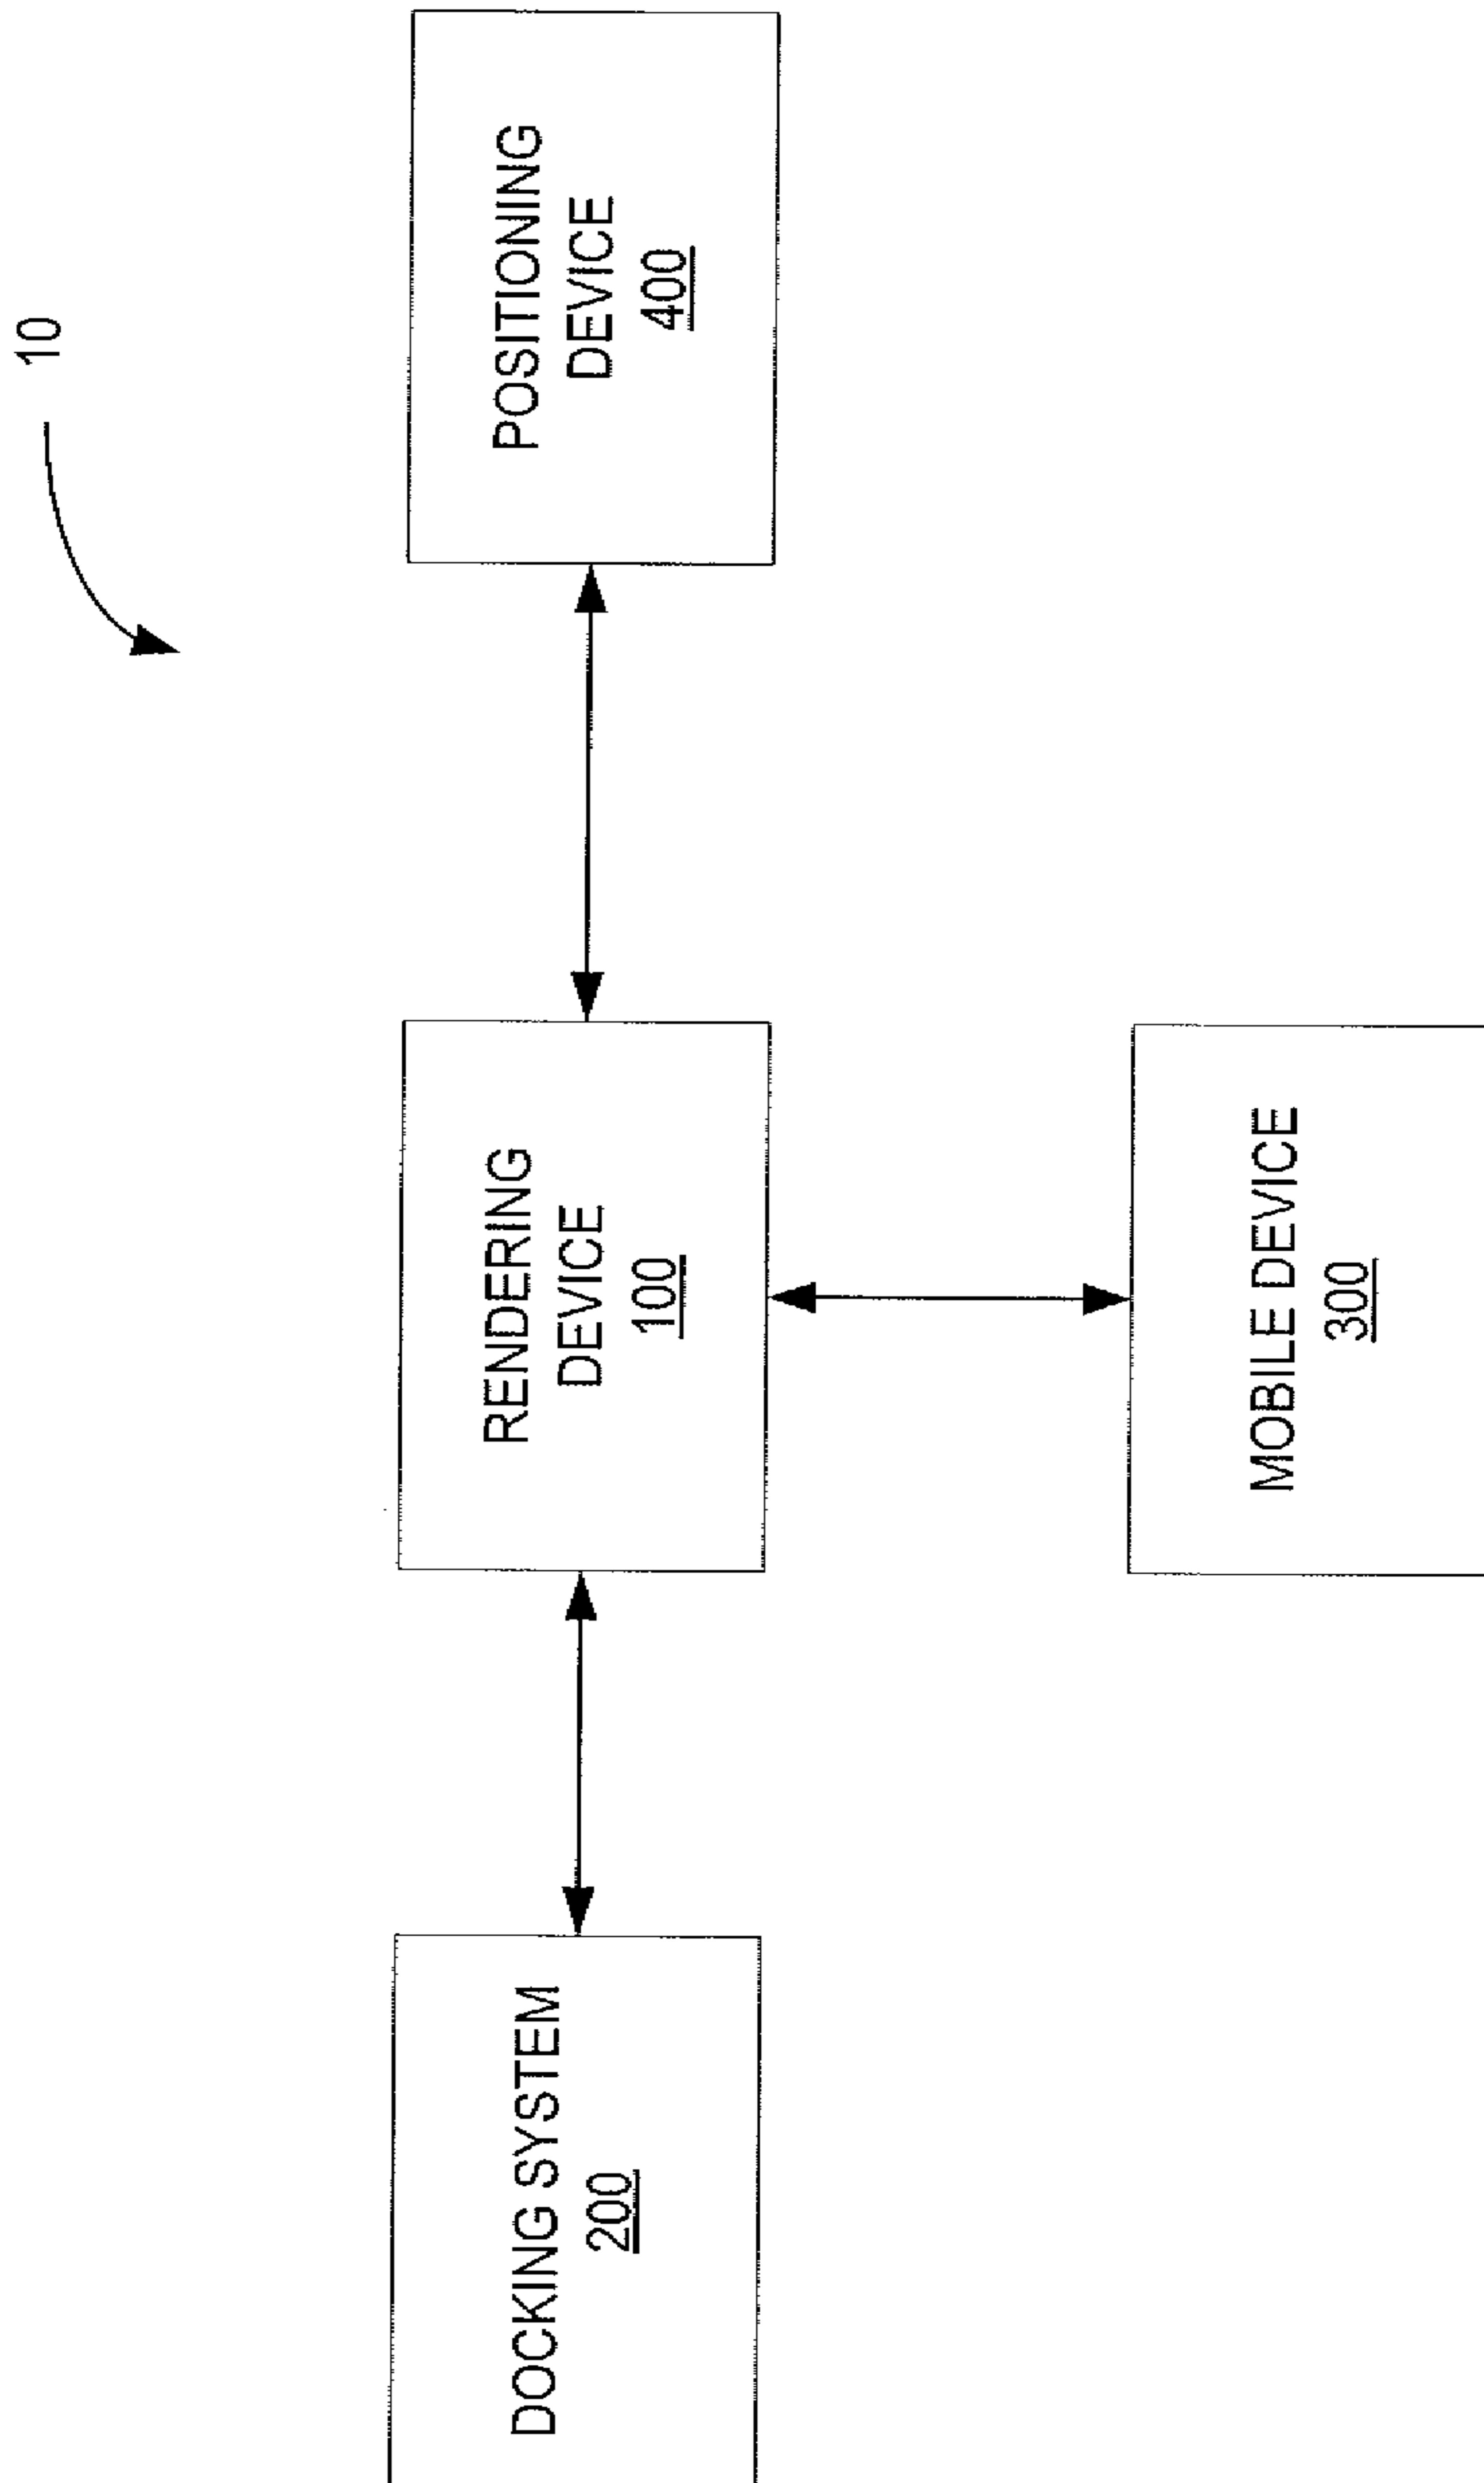 10
DOCKING SYSTEM
200
RENDERING
DEVICE
100
POSITIONING
DEVICE
400
MOBILE DEVICE
300